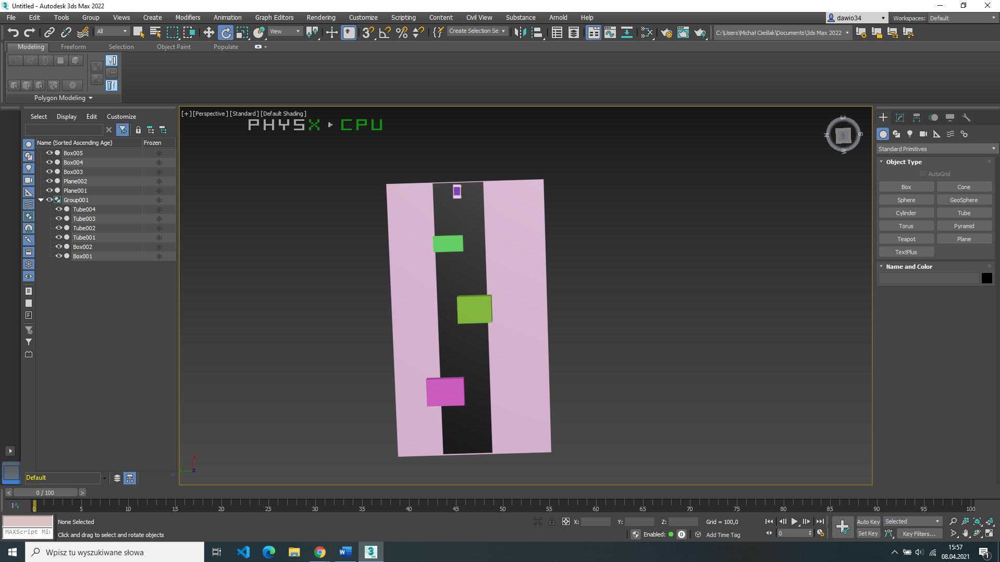 Untitled - Autodesk 3ds Max 2022
File Edit Tools Group Views Create Modifiers Animation Graph Editors Rendering Customize Scripting Content Civil View Substance Arnold Help dawio34 Workspaces: Default
All View Create Selection Se C:\Users\Michał Cieślak\Documents\3ds Max 2022
Modeling Freeform Selection Object Paint Populate
Polygon Modeling
Select Display Edit Customize
Name (Sorted Ascending Age) Frozen
Box005
Box004
Box003
Plane002
Plane001
Group001
Tube004
Tube003
Tube002
Tube001
Box002
Box001
Default
[+] [Perspective] [Standard] [Default Shading]
PHYSX CPU
E
N TOP S
W
x
y z
Standard Primitives
Object Type
AutoGrid
Box Cone
Sphere GeoSphere
Cylinder Tube
Torus Pyramid
Teapot Plane
TextPlus
Name and Color
< 0 / 100 >
0 5 10 15 20 25 30 35 40 45 50 55 60 65 70 75 80 85 90 95 100
None Selected X: Y: Z: Grid = 100,0 Auto Key Selected
MAXScript Mi Click and drag to select and rotate objects Enabled: 0 Add Time Tag 0 Set Key Key Filters...
Wpisz tu wyszukiwane słowa
15:57
08.04.2021
1